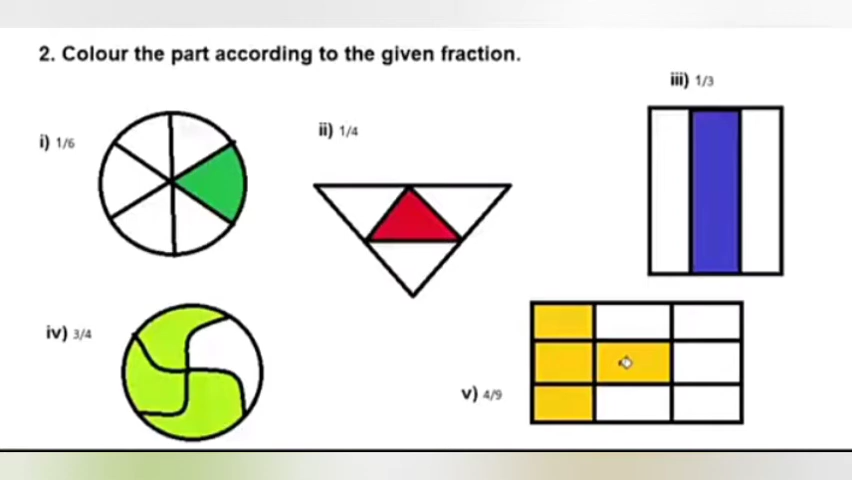 2. Colour the part according to the given fraction.
i) 1/6
ii) 1/4
iii) 1/3
iv) 3/4
v) 4/9